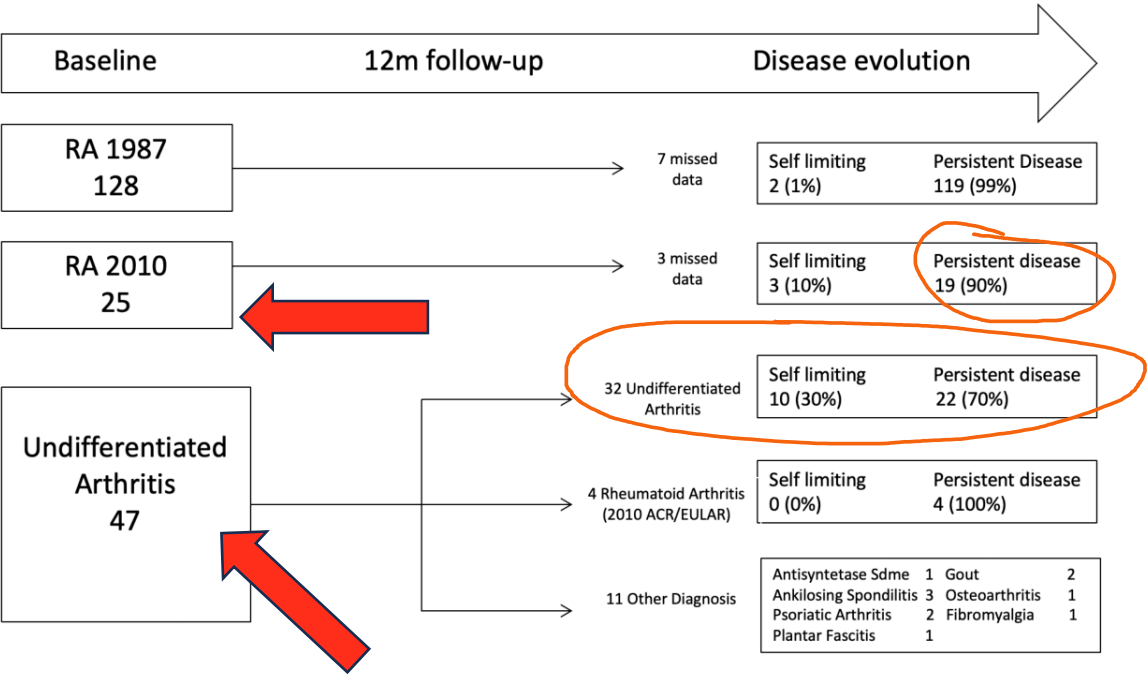 Baseline 12m follow-up Disease evolution
RA 1987
128
7 missed
data
Self limiting Persistent Disease
2 (1%) 119 (99%)
RA 2010
25
3 missed
data
Self limiting Persistent disease
3 (10%) 19 (90%)
Undifferentiated
Arthritis
47
32 Undifferentiated
Arthritis
Self limiting Persistent disease
10 (30%) 22 (70%)
4 Rheumatoid Arthritis
(2010 ACR/EULAR)
Self limiting Persistent disease
0 (0%) 4 (100%)
11 Other Diagnosis
Antisyntetase Sdme 1 Gout 2
Ankilosing Spondilitis 3 Osteoarthritis 1
Psoriatic Arthritis 2 Fibromyalgia 1
Plantar Fascitis 1